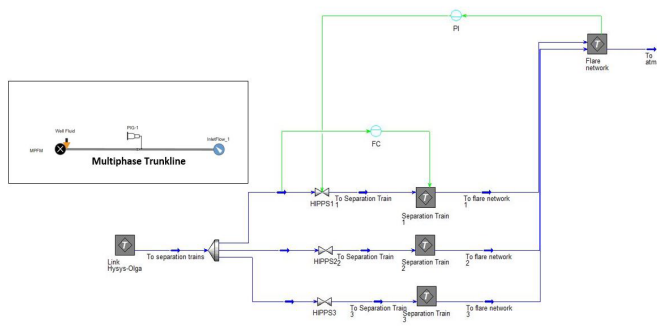 PI
Flare
network
To
atm
Well Fluid
PIG-1
InterFlow_1
MPFM
Multiphase Trunkline
FC
HIPPS1
To Separation Train
1
Separation Train
1
To flare network
1
T
Link
Hysys-Olga
To separation trains
HIPPS2
To Separation Train
2
T
Separation Train
2
To flare network
2
HIPPS3
To Separation Train
3
T
Separation Train
3
To flare network
3
T
T